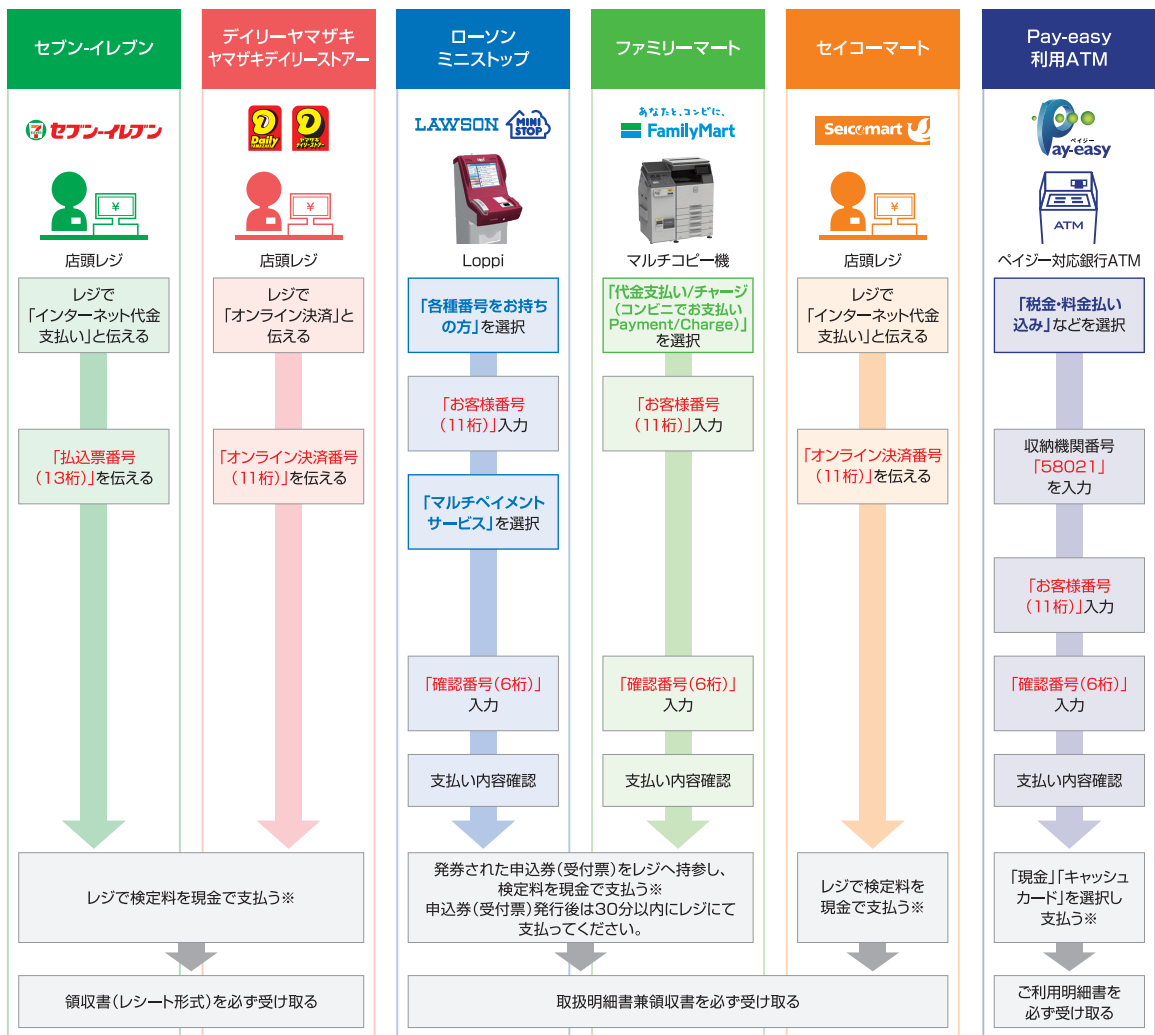 セブン-イレブン
セブン-イレブン
¥
店頭レジ
レジで
「インターネット代金
支払い」と伝える
「払込票番号
(13桁)」を伝える
デイリーヤマザキ
ヤマザキデイリーストアー
Daily
YAMAZAKI
ヤマザキ
デイリーストアー
¥
店頭レジ
レジで
「オンライン決済」と
伝える
「オンライン決済番号
(11桁)」を伝える
レジで検定料を現金で支払う※
領収書(レシート形式)を必ず受け取る
ローソン
ミニストップ
LAWSON
MINI
STOP
Loppi
「各種番号をお持ち
の方」を選択
「お客様番号
(11桁)」入力
「マルチペイメント
サービス」を選択
「確認番号(6桁)」
入力
支払い内容確認
ファミリーマート
あなたと、コンビに、
FamilyMart
マルチコピー機
「代金支払い/チャージ
(コンビニでお支払い
Payment/Charge)」
を選択
「お客様番号
(11桁)」入力
「確認番号(6桁)」
入力
支払い内容確認
発券された申込券(受付票)をレジへ持参し、
検定料を現金で支払う※
申込券(受付票)発行後は30分以内にレジにて
支払ってください。
セイコーマート
Seicomart
¥
店頭レジ
レジで
「インターネット代金
支払い」と伝える
「オンライン決済番号
(11桁)」を伝える
レジで検定料を
現金で支払う※
取扱明細書兼領収書を必ず受け取る
Pay-easy
利用ATM
ペイジー
Pay-easy
ATM
ペイジー対応銀行ATM
「税金・料金払い
込み」などを選択
収納機関番号
「58021」
を入力
「お客様番号
(11桁)」入力
「確認番号(6桁)」
入力
支払い内容確認
「現金」「キャッシュ
カード」を選択し
支払う※
ご利用明細書を
必ず受け取る